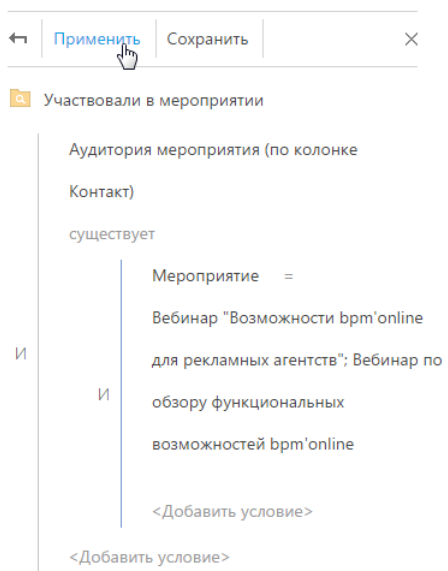 Применить Сохранить
Участвовали в мероприятии
Аудитория мероприятия (по колонке
Контакт)
существует
Мероприятие =
Вебинар "Возможности bpm'online
И для рекламных агентств"; Вебинар по
И обзору функциональных
возможностей bpm'online
<Добавить условие>
<Добавить условие>